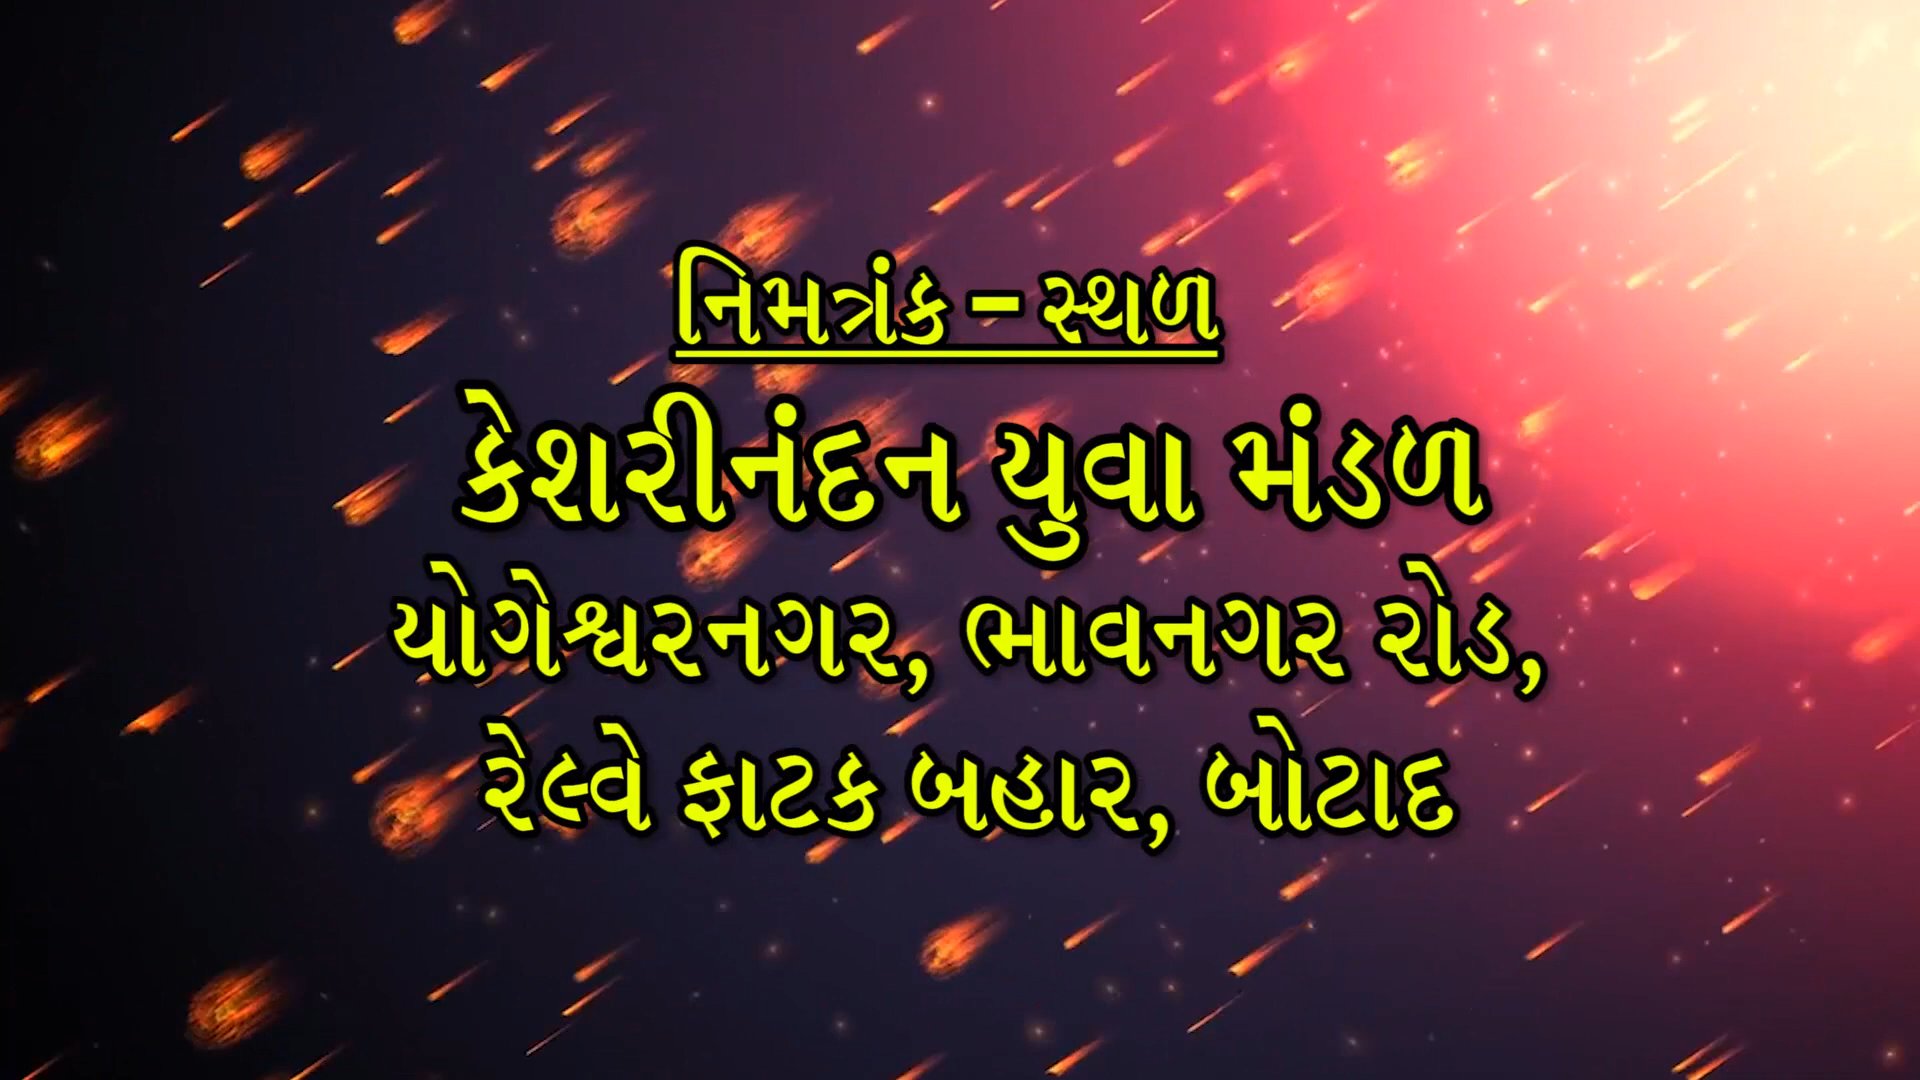 નિમત્રંક – સ્થળ
કેશરીનંદન યુવા મંડળ
યોગેશ્વરનગર, ભાવનગર રોડ,
રેલ્વે ફાટક બહાર, બોટાદ